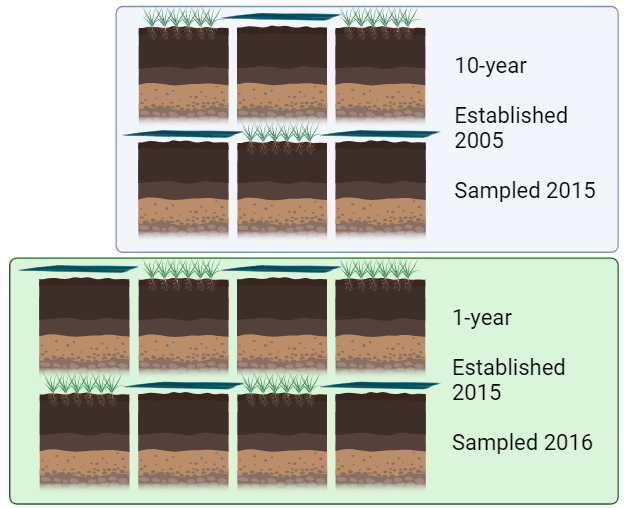 10-year
Established
2005
Sampled 2015
1-year
Established
2015
Sampled 2016